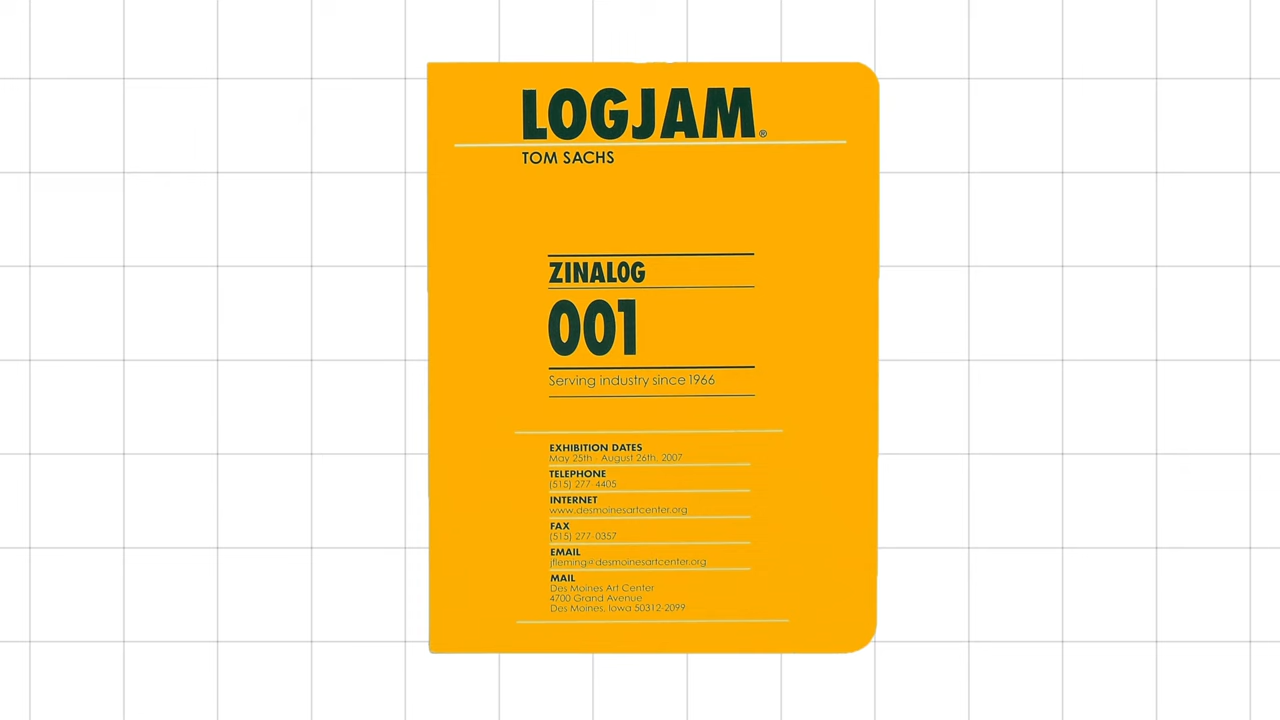 LOGJAM®
TOM SACHS
ZINALOG
001
Serving industry since 1966
EXHIBITION DATES
May 25th - August 26th, 2007
TELEPHONE
(515) 277-4405
INTERNET
www.desmoinesartcenter.org
FAX
(515) 277-0357
EMAIL
jfleming@desmoinesartcenter.org
MAIL
Des Moines Art Center
4700 Grand Avenue
Des Moines, Iowa 50312-2099